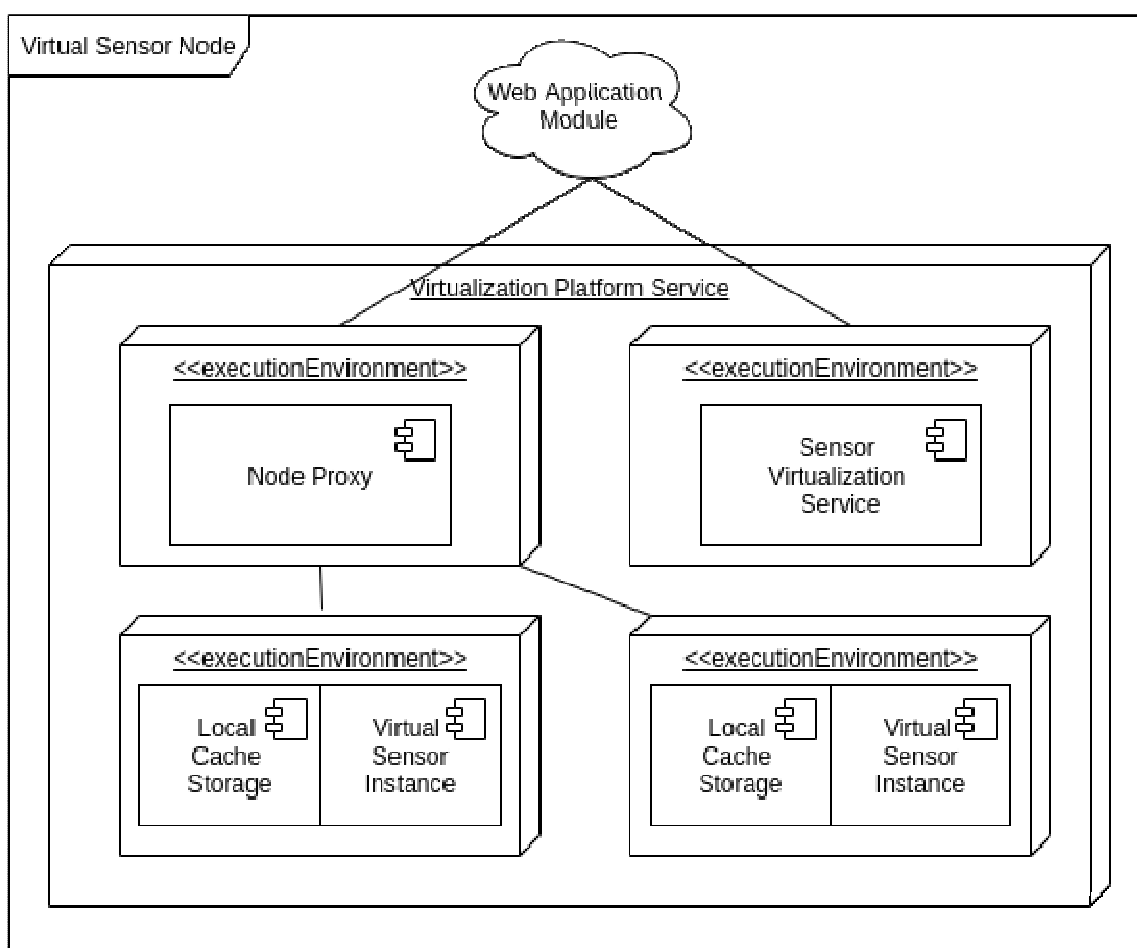 Virtual Sensor Node
Web Application
Module
Virtualization Platform Service
<<executionEnvironment>>
Node Proxy
<<executionEnvironment>>
Sensor
Virtualization
Service
<<executionEnvironment>>
Local
Cache
Storage
Virtual
Sensor
Instance
<<executionEnvironment>>
Local
Cache
Storage
Virtual
Sensor
Instance